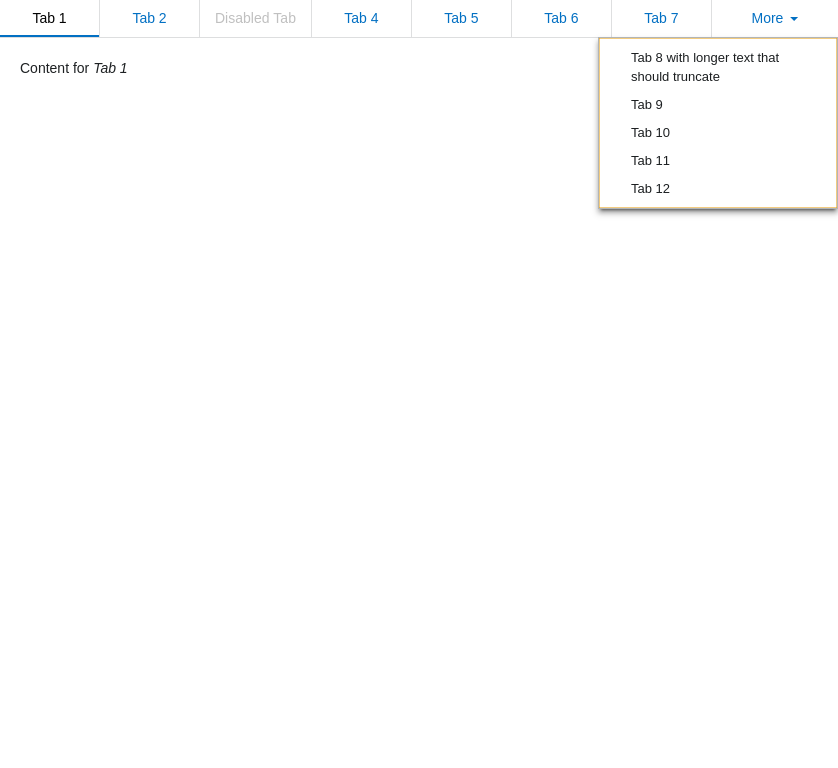 Tab 1 Tab 2 Disabled Tab Tab 4 Tab 5 Tab 6 Tab 7 More
Content for Tab 1
Tab 8 with longer text that
should truncate
Tab 9
Tab 10
Tab 11
Tab 12